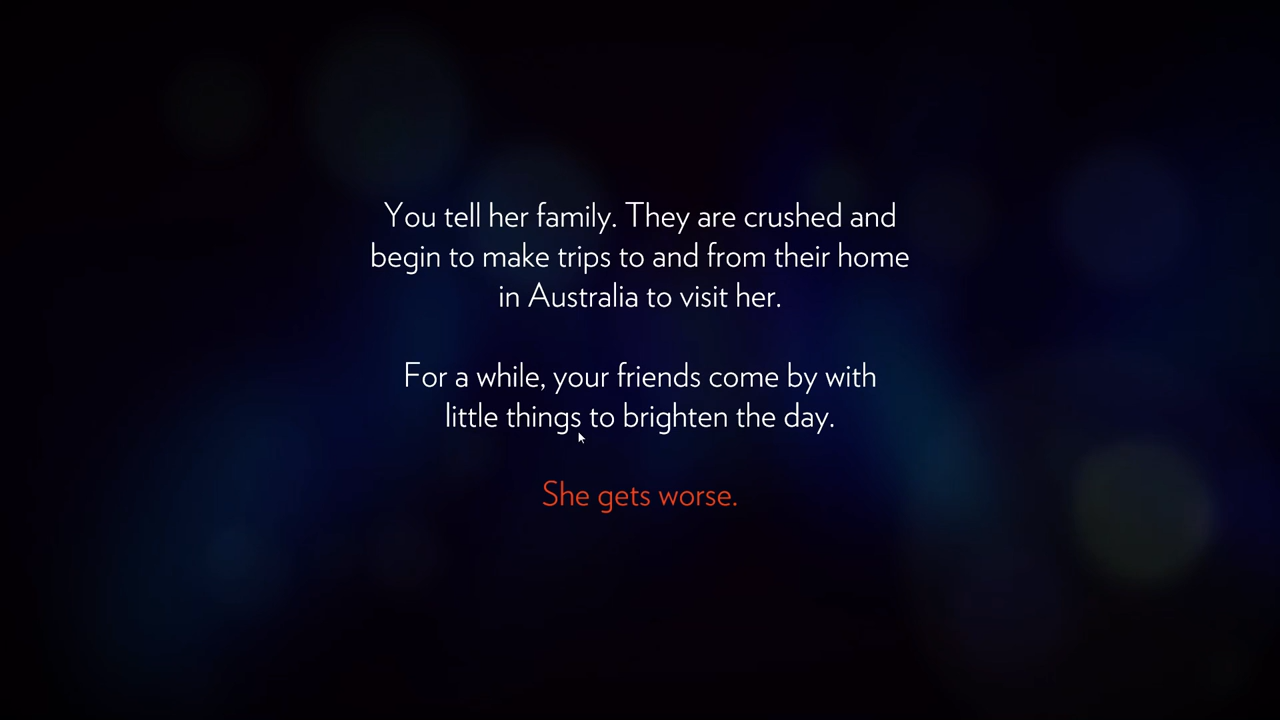 You tell her family. They are crushed and
begin to make trips to and from their home
in Australia to visit her.
For a while, your friends come by with
little things to brighten the day.
She gets worse.